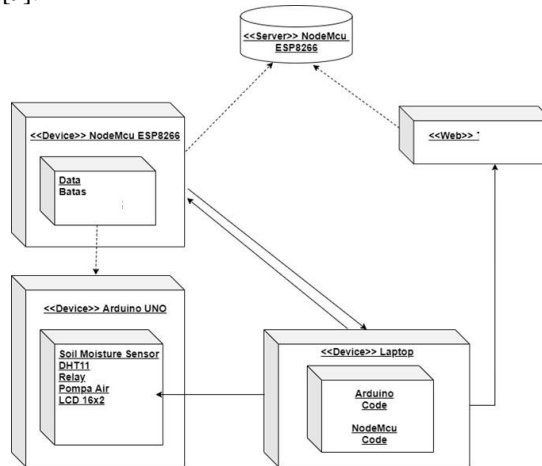 <<Server>> NodeMcu
ESP8266
<<Device>> NodeMcu ESP8266
Data
Batas
<<Web>>
<<Device>> Arduino UNO
Soil Moisture Sensor
DHT11
Relay
Pompa Air
LCD 16x2
<<Device>> Laptop
Arduino
Code
NodeMcu
Code